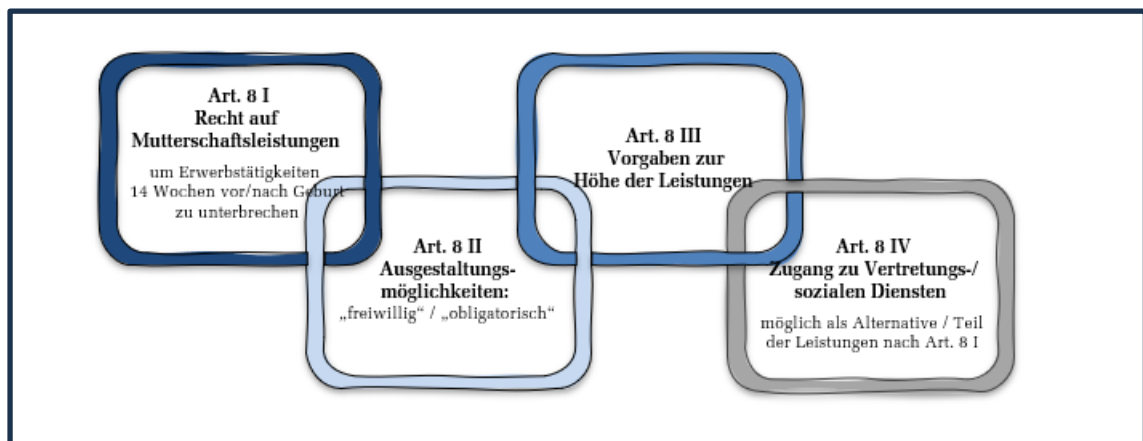 Art. 8 I
Recht auf
Mutterschaftsleistungen
um Erwerbstätigkeiten
14 Wochen vor/nach Geburt
zu unterbrechen
Art. 8 II
Ausgestaltungs-
möglichkeiten:
„freiwillig“ / „obligatorisch“
Art. 8 III
Vorgaben zur
Höhe der Leistungen
Art. 8 IV
Zugang zu Vertretungs-/
sozialen Diensten
möglich als Alternative / Teil
der Leistungen nach Art. 8 I